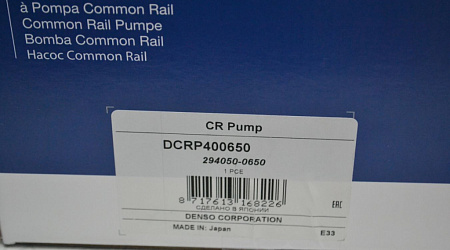 à Pompa Common Rail
Common Rail Pumpe
Bomba Common Rail
Насос Common Rail
CR Pump
DCRP400650
294050-0650
1 PCE
8 717613 168226
СДЕЛАНО В ЯПОНИИ
DENSO CORPORATION
MADE IN: Japan
EAC
E33